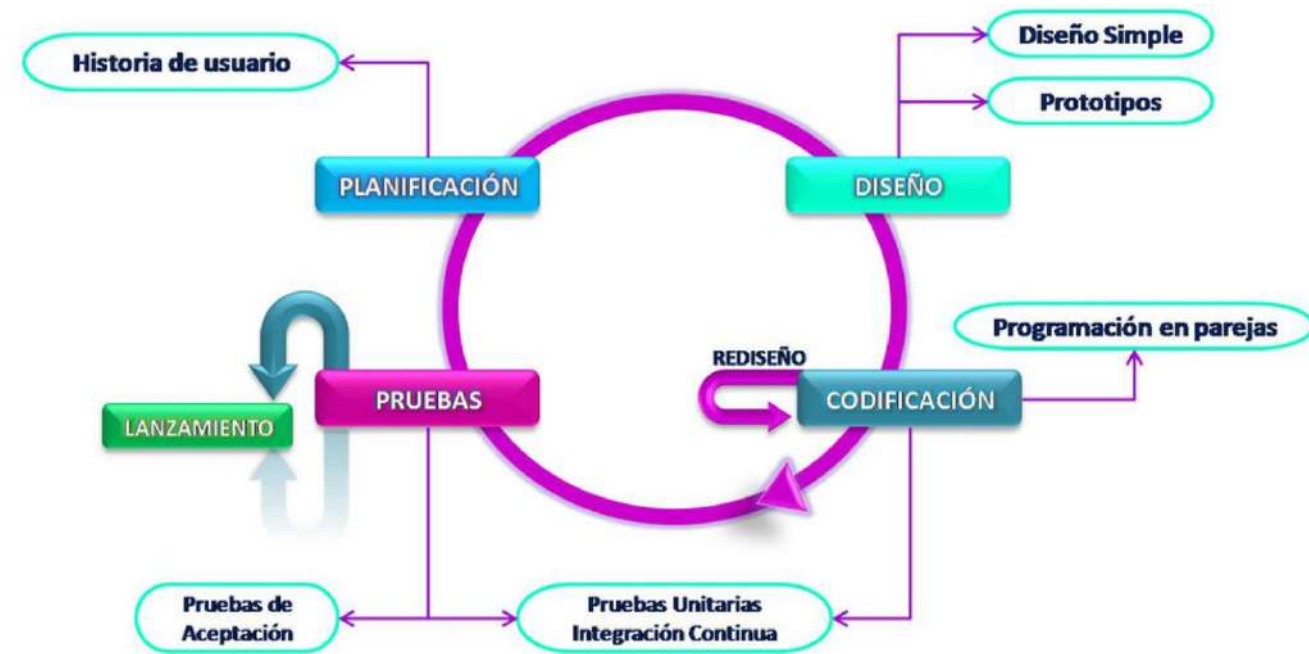 Historia de usuario
Diseño Simple
Prototipos
PLANIFICACIÓN
DISEÑO
Programación en parejas
REDISEÑO
PRUEBAS
CODIFICACIÓN
LANZAMIENTO
Pruebas de
Aceptación
Pruebas Unitarias
Integración Continua